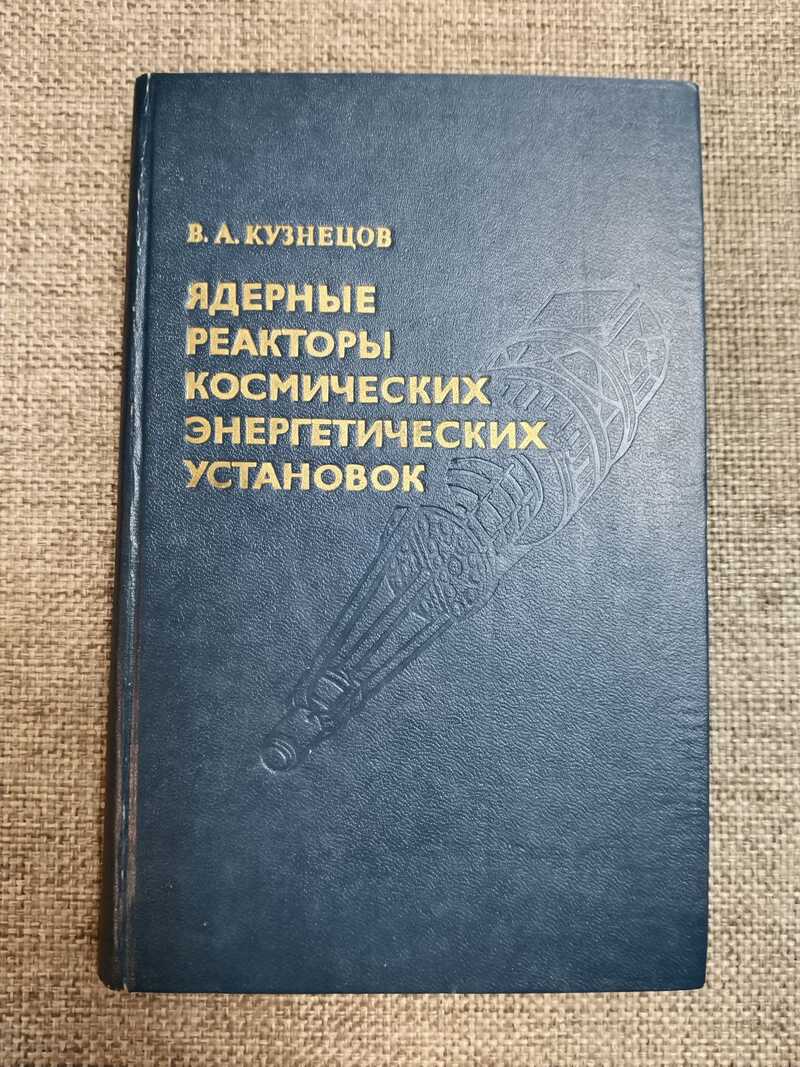 В. А. КУЗНЕЦОВ
ЯДЕРНЫЕ
РЕАКТОРЫ
КОСМИЧЕСКИХ
ЭНЕРГЕТИЧЕСКИХ
УСТАНОВОК